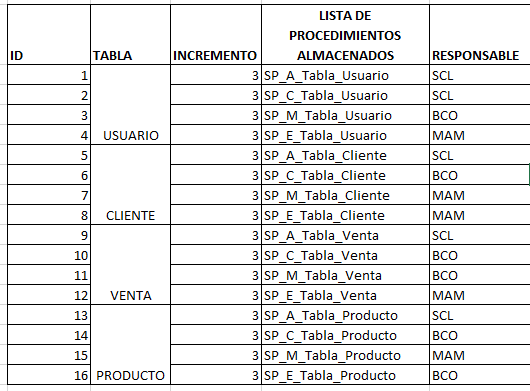 ID TABLA INCREMENTO LISTA DE PROCEDIMIENTOS ALMACENADOS RESPONSABLE
1 3 SP_A_Tabla_Usuario SCL
2 3 SP_C_Tabla_Usuario SCL
3 3 SP_M_Tabla_Usuario BCO
4 USUARIO 3 SP_E_Tabla_Usuario MAM
5 3 SP_A_Tabla_Cliente SCL
6 3 SP_C_Tabla_Cliente BCO
7 3 SP_M_Tabla_Cliente MAM
8 CLIENTE 3 SP_E_Tabla_Cliente MAM
9 3 SP_A_Tabla_Venta SCL
10 3 SP_C_Tabla_Venta BCO
11 3 SP_M_Tabla_Venta BCO
12 VENTA 3 SP_E_Tabla_Venta MAM
13 3 SP_A_Tabla_Producto SCL
14 3 SP_C_Tabla_Producto BCO
15 3 SP_M_Tabla_Producto MAM
16 PRODUCTO 3 SP_E_Tabla_Producto BCO